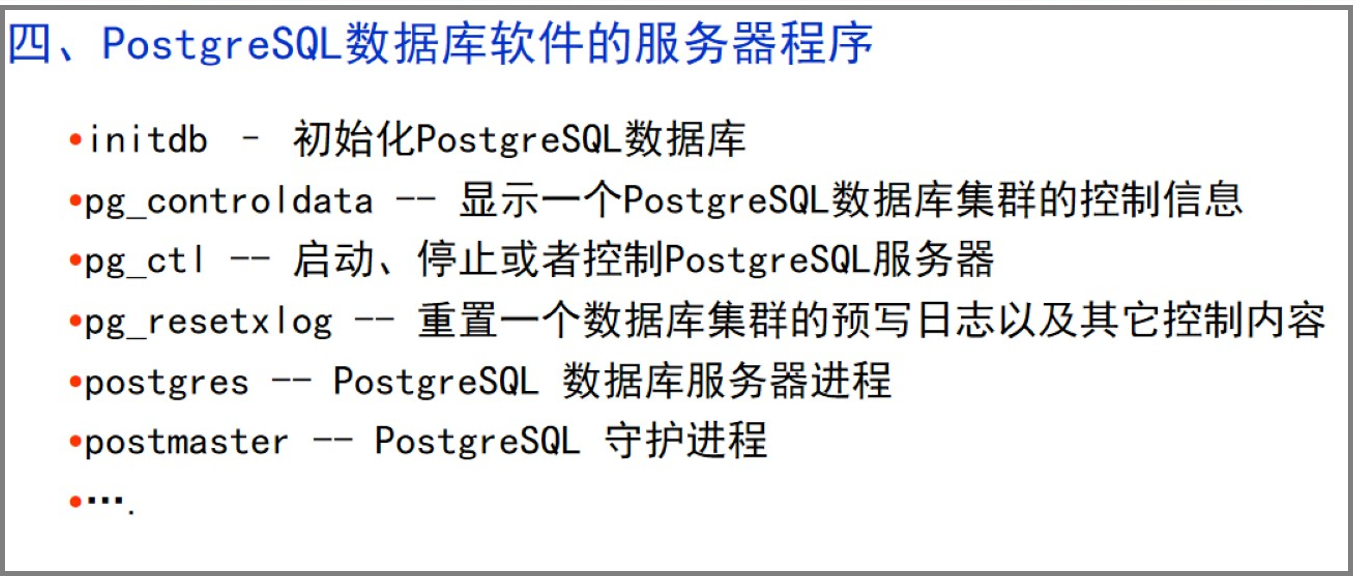 四、PostgreSQL数据库软件的服务器程序
•initdb – 初始化PostgreSQL数据库
•pg_controldata -- 显示一个PostgreSQL数据库集群的控制信息
•pg_ctl -- 启动、停止或者控制PostgreSQL服务器
•pg_resetxlog -- 重置一个数据库集群的预写日志以及其它控制内容
•postgres -- PostgreSQL 数据库服务器进程
•postmaster -- PostgreSQL 守护进程
•….